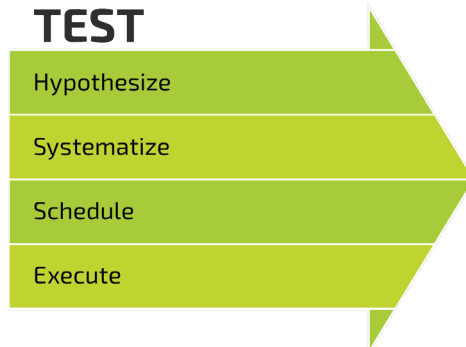 TEST
Hypothesize
Systematize
Schedule
Execute